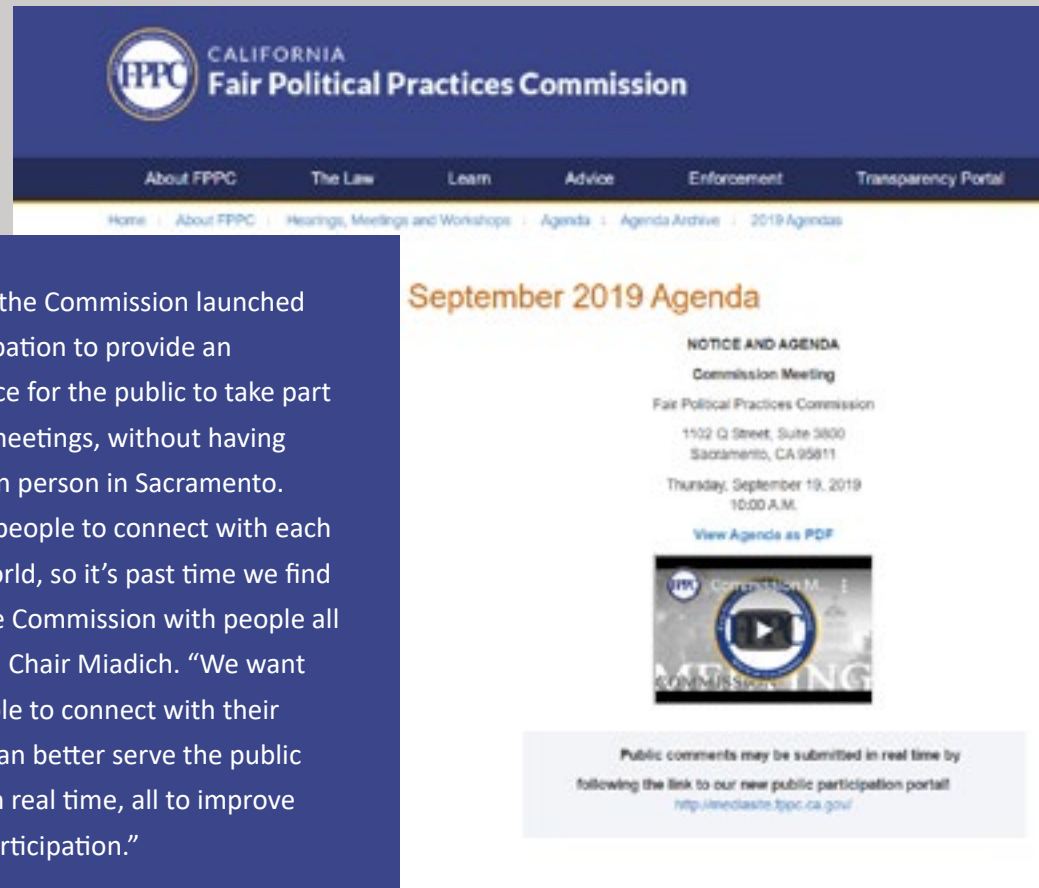 FPPC
CALIFORNIA
Fair Political Practices Commission
About FPPC The Law Learn Advice Enforcement Transparency Portal
Home About FPPC Hearings, Meetings and Workshops Agenda Agenda Archive 2019 Agendas
the Commission launched
pation to provide an
ce for the public to take part
neetings, without having
n person in Sacramento.
people to connect with each
orld, so it’s past time we find
e Commission with people all
Chair Miadich. “We want
ole to connect with their
an better serve the public
n real time, all to improve
articipation.”
September 2019 Agenda
NOTICE AND AGENDA
Commission Meeting
Fair Political Practices Commission
1102 Q Street, Suite 3800
Sacramento, CA 95811
Thursday, September 19, 2019
10:00 A.M.
View Agenda as PDF
FPPC Commission M...
COMMISSION
Public comments may be submitted in real time by
following the link to our new public participation portal!
http://mediasite.fppc.ca.gov/